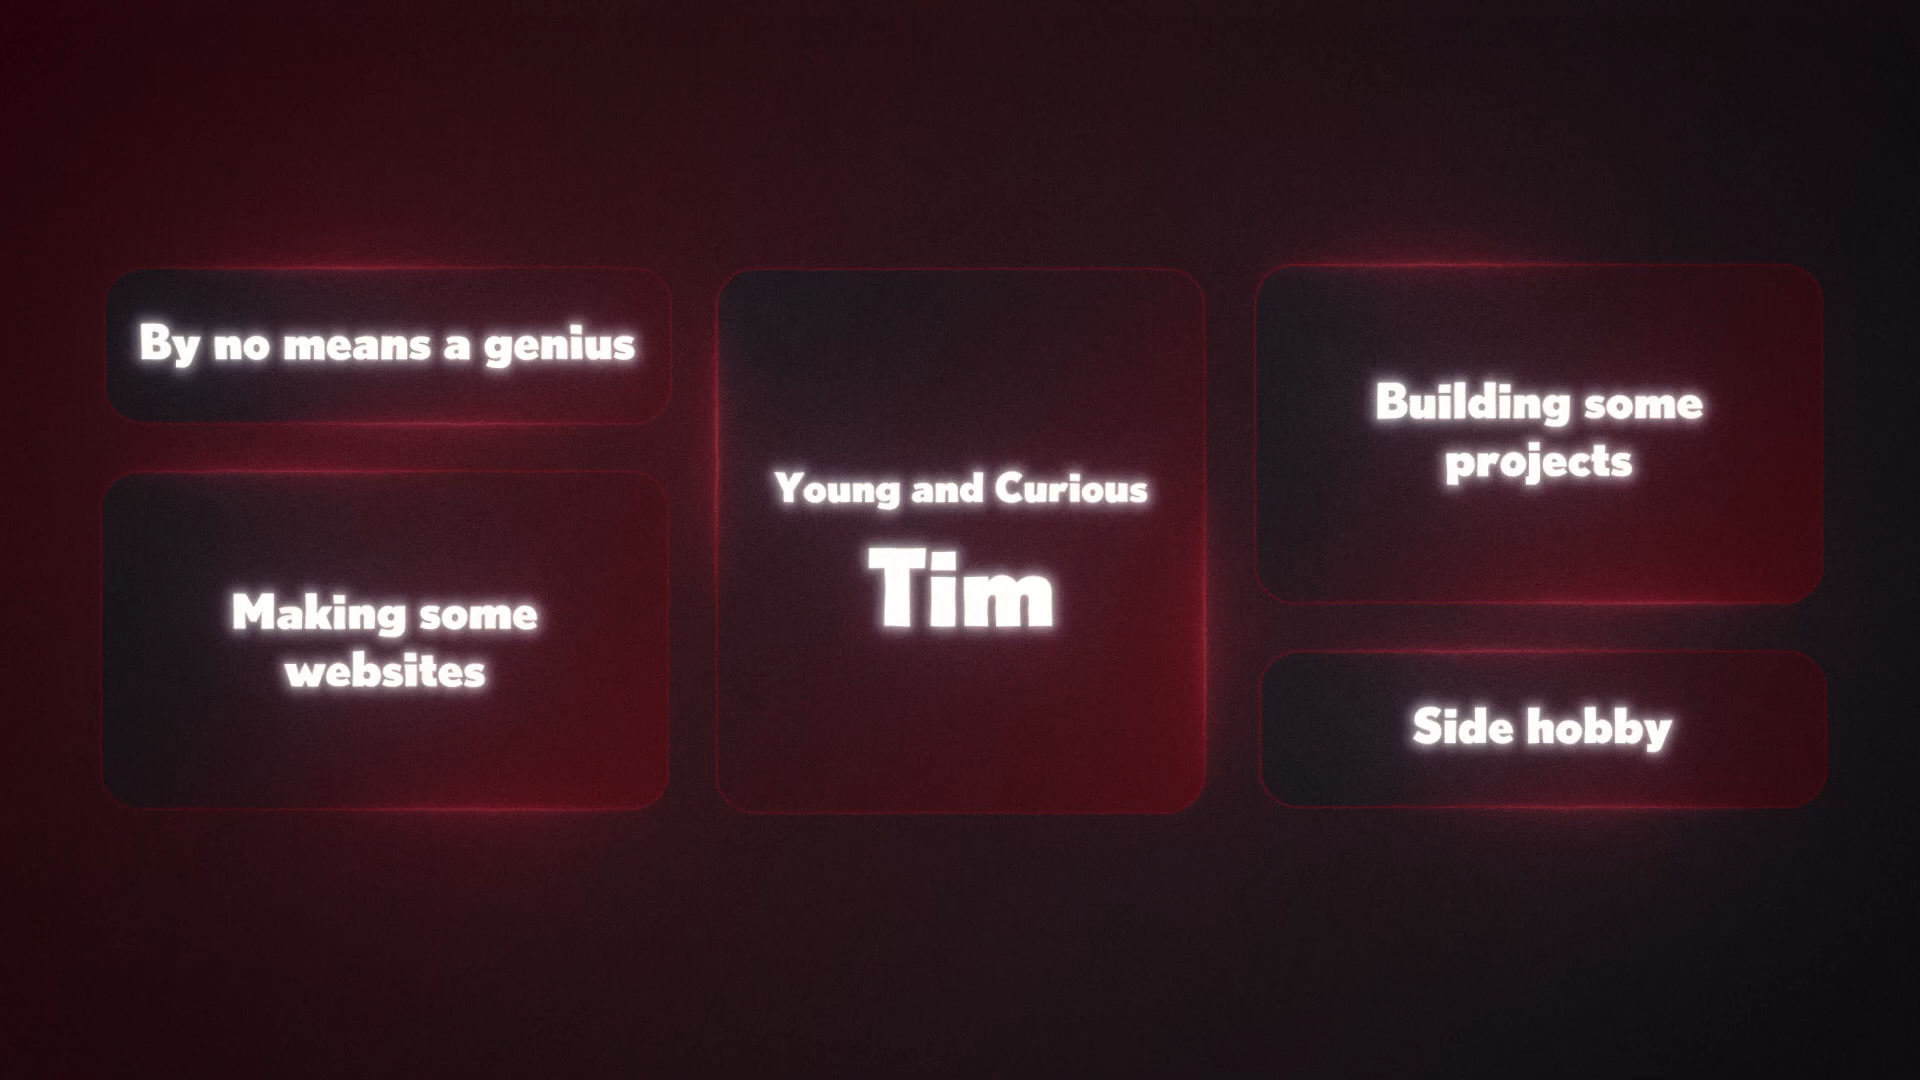 By no means a genius
Making some
websites
Young and Curious
Tim
Building some
projects
Side hobby